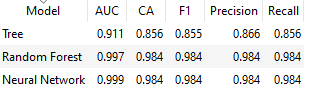 Model AUC CA F1 Precision Recall
Tree 0.911 0.856 0.855 0.866 0.856
Random Forest 0.997 0.984 0.984 0.984 0.984
Neural Network 0.999 0.984 0.984 0.984 0.984